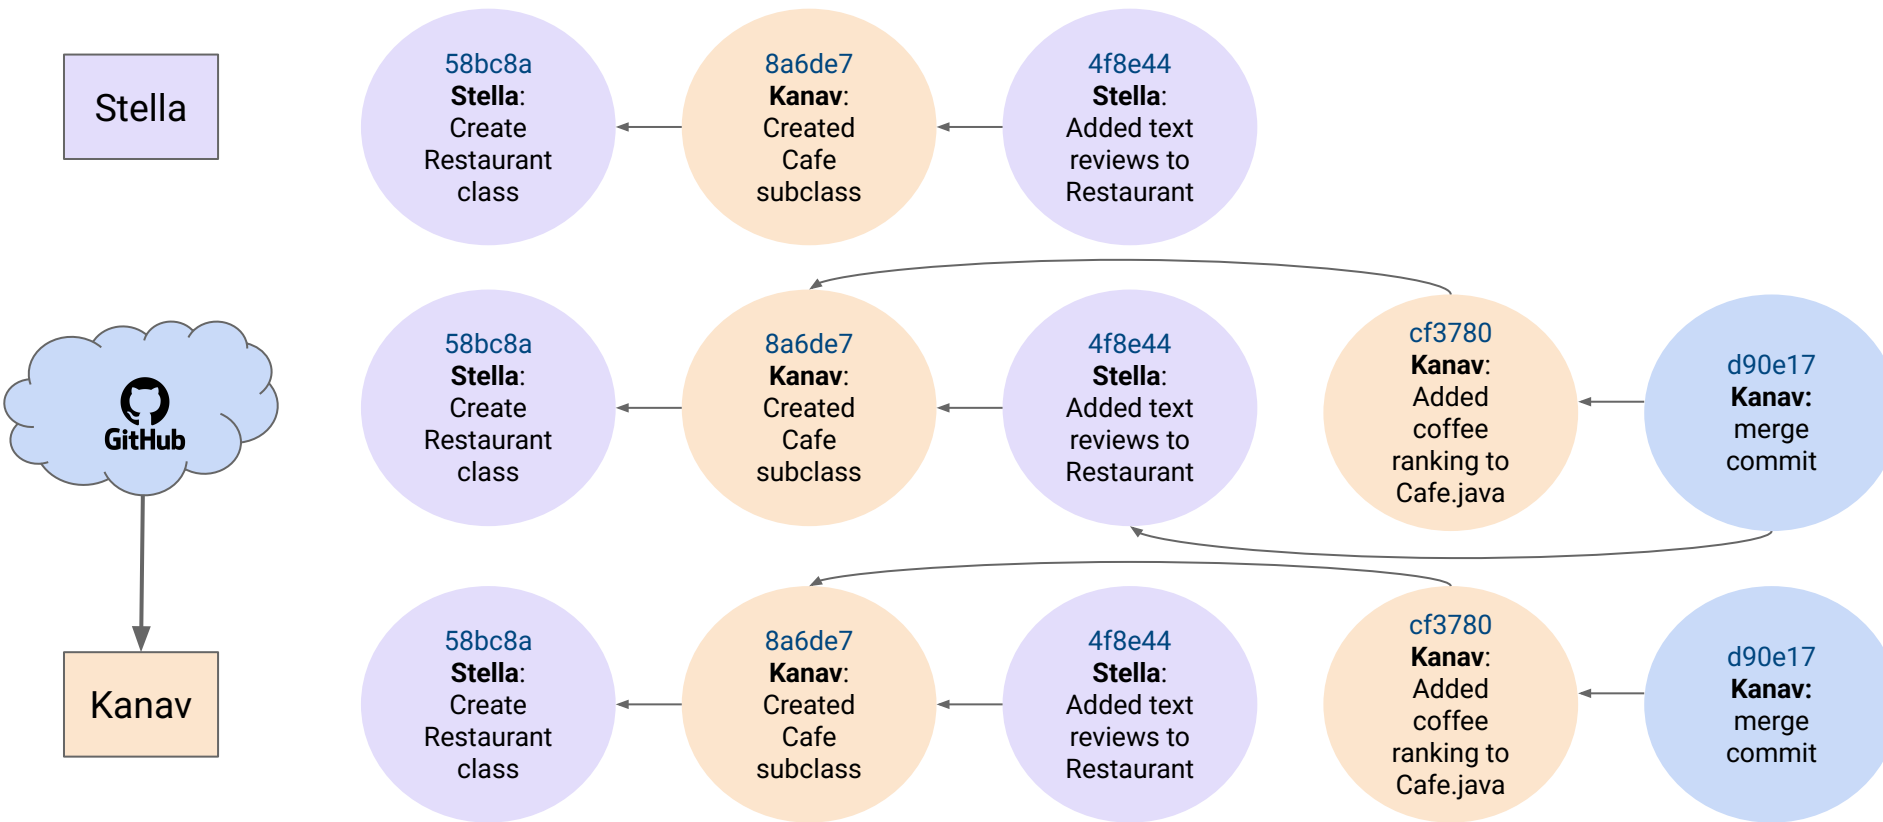 Stella
58bc8a
Stella:
Create
Restaurant
class
8a6de7
Kanav:
Created
Cafe
subclass
4f8e44
Stella:
Added text
reviews to
Restaurant
GitHub
58bc8a
Stella:
Create
Restaurant
class
8a6de7
Kanav:
Created
Cafe
subclass
4f8e44
Stella:
Added text
reviews to
Restaurant
cf3780
Kanav:
Added
coffee
ranking to
Cafe.java
d90e17
Kanav:
merge
commit
Kanav
58bc8a
Stella:
Create
Restaurant
class
8a6de7
Kanav:
Created
Cafe
subclass
4f8e44
Stella:
Added text
reviews to
Restaurant
cf3780
Kanav:
Added
coffee
ranking to
Cafe.java
d90e17
Kanav:
merge
commit